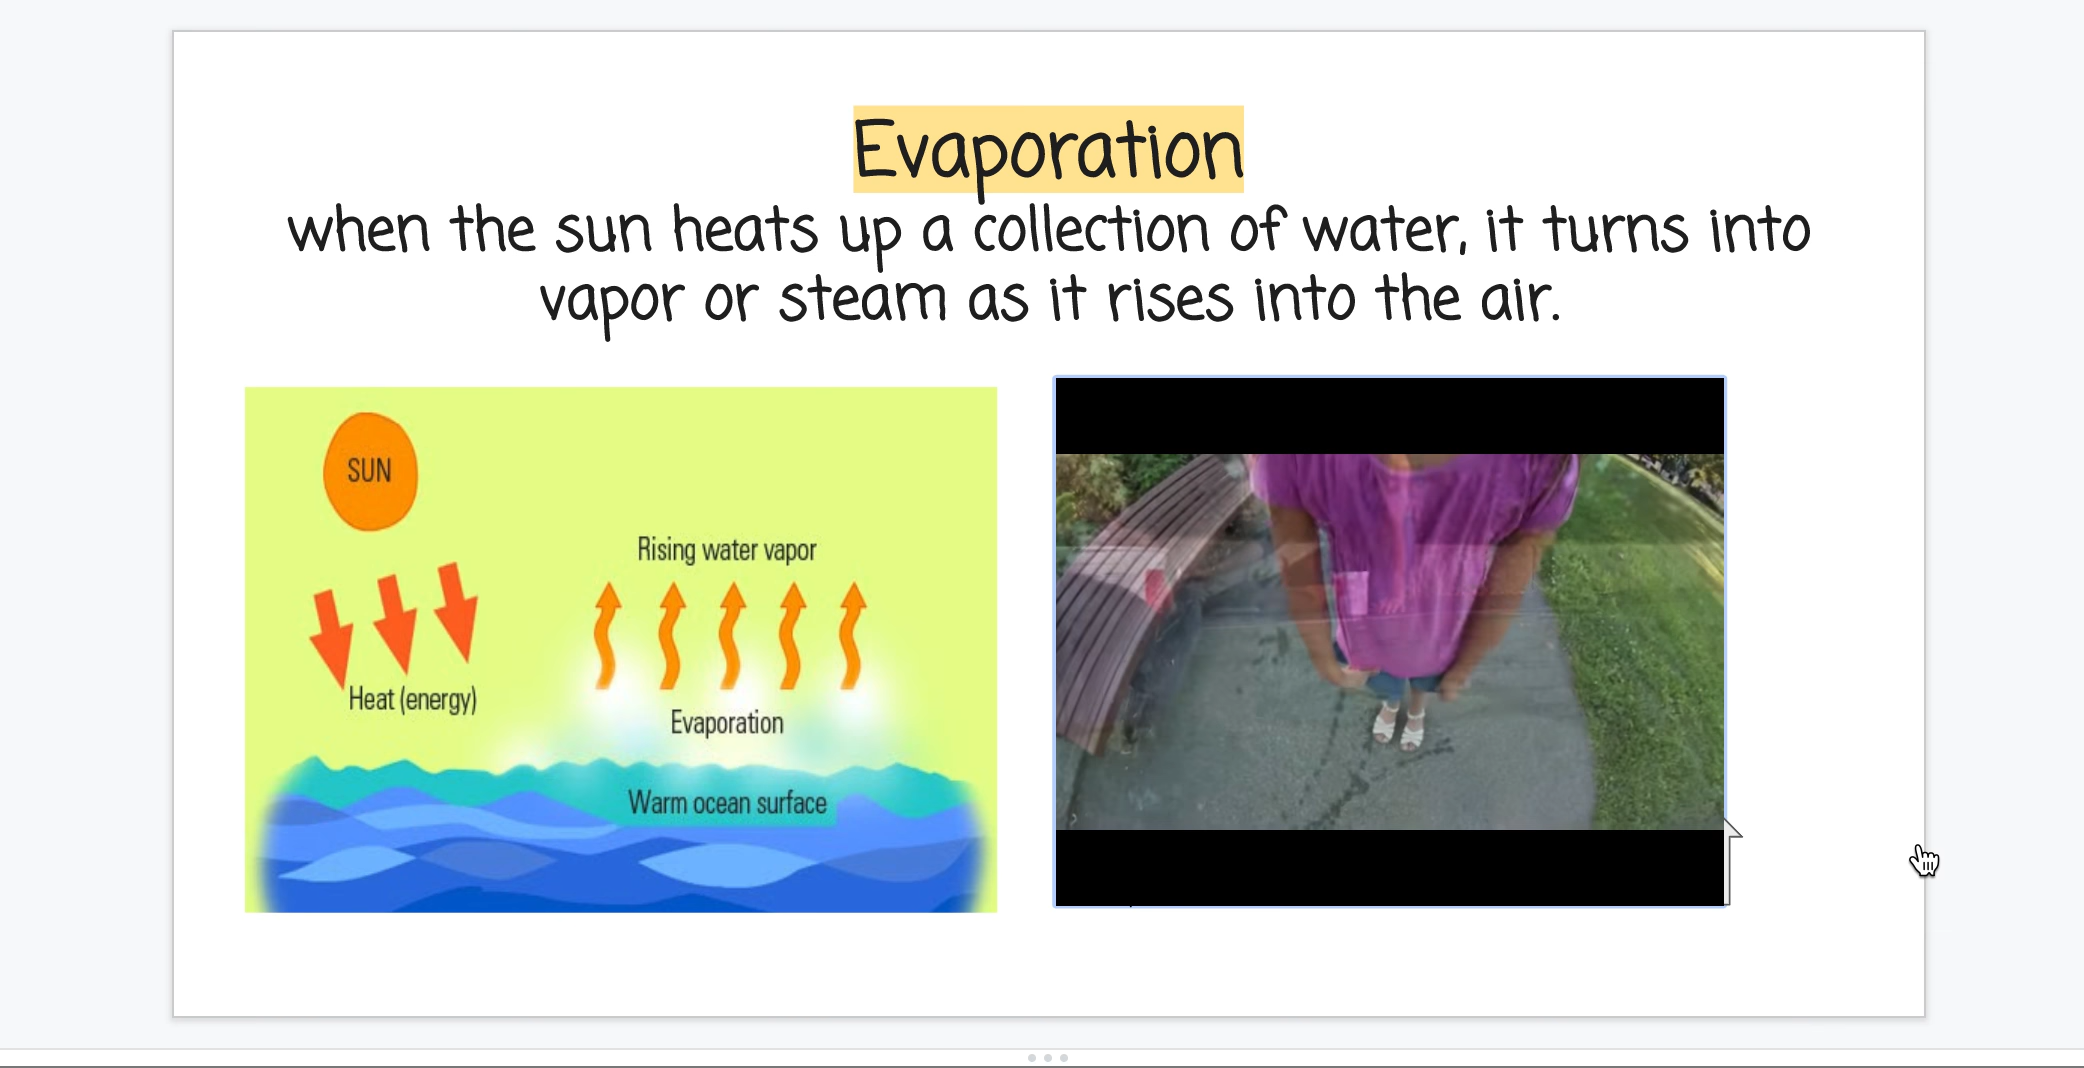 Evaporation
when the sun heats up a collection of water, it turns into
vapor or steam as it rises into the air.
SUN
Rising water vapor
Heat (energy)
Evaporation
Warm ocean surface